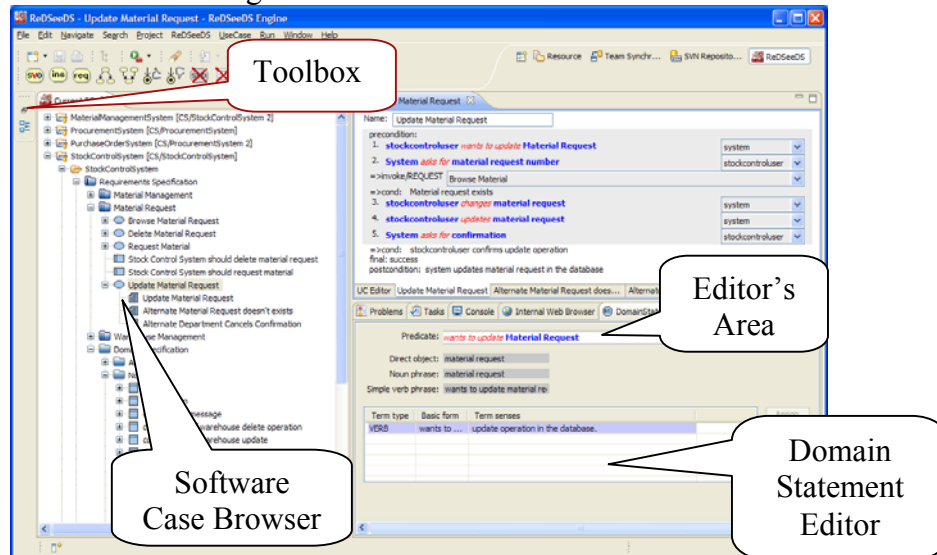 ReDSeeDS - Update Material Request - ReDSeeDS Engine
File Edit Navigate Search Project ReDSeeDS UseCase Run Window Help
Resource Team Synchr... SVN Reposito... ReDSeeDS
svo inv req
Toolbox
MaterialManagementSystem [CS/StockControlSystem 2]
ProcurementSystem [CS/ProcurementSystem]
PurchaseOrderSystem [CS/ProcurementSystem 2]
StockControlSystem [CS/StockControlSystem]
StockControlSystem
Requirements Specification
Material Management
Material Request
Browse Material Request
Delete Material Request
Request Material
Stock Control System should delete material request
Stock Control System should request material
Update Material Request
Update Material Request
Alternate Material Request doesn't exists
Alternate Department Cancels Confirmation
Management
message
warehouse delete operation
warehouse update
Software
Case Browser
Material Request
Name: Update Material Request
precondition:
1. stockcontroluser wants to update Material Request system
2. System asks for material request number stockcontroluser
=>invoke/REQUEST Browse Material
=>cond: Material request exists
3. stockcontroluser changes material request system
4. stockcontroluser updates material request system
5. System asks for confirmation stockcontroluser
=>cond: stockcontroluser confirms update operation
final: success
postcondition: system updates material request in the database
UC Editor Update Material Request Alternate Material Request does...
Problems Tasks Console Internal Web Browser
Editor's
Area
Predicate: wants to update Material Request
Direct object: material request
Noun phrase: material request
Simple verb phrase: wants to update material re
Term type Basic form Term senses
VERB wants to ... update operation in the database.
Domain
Statement
Editor